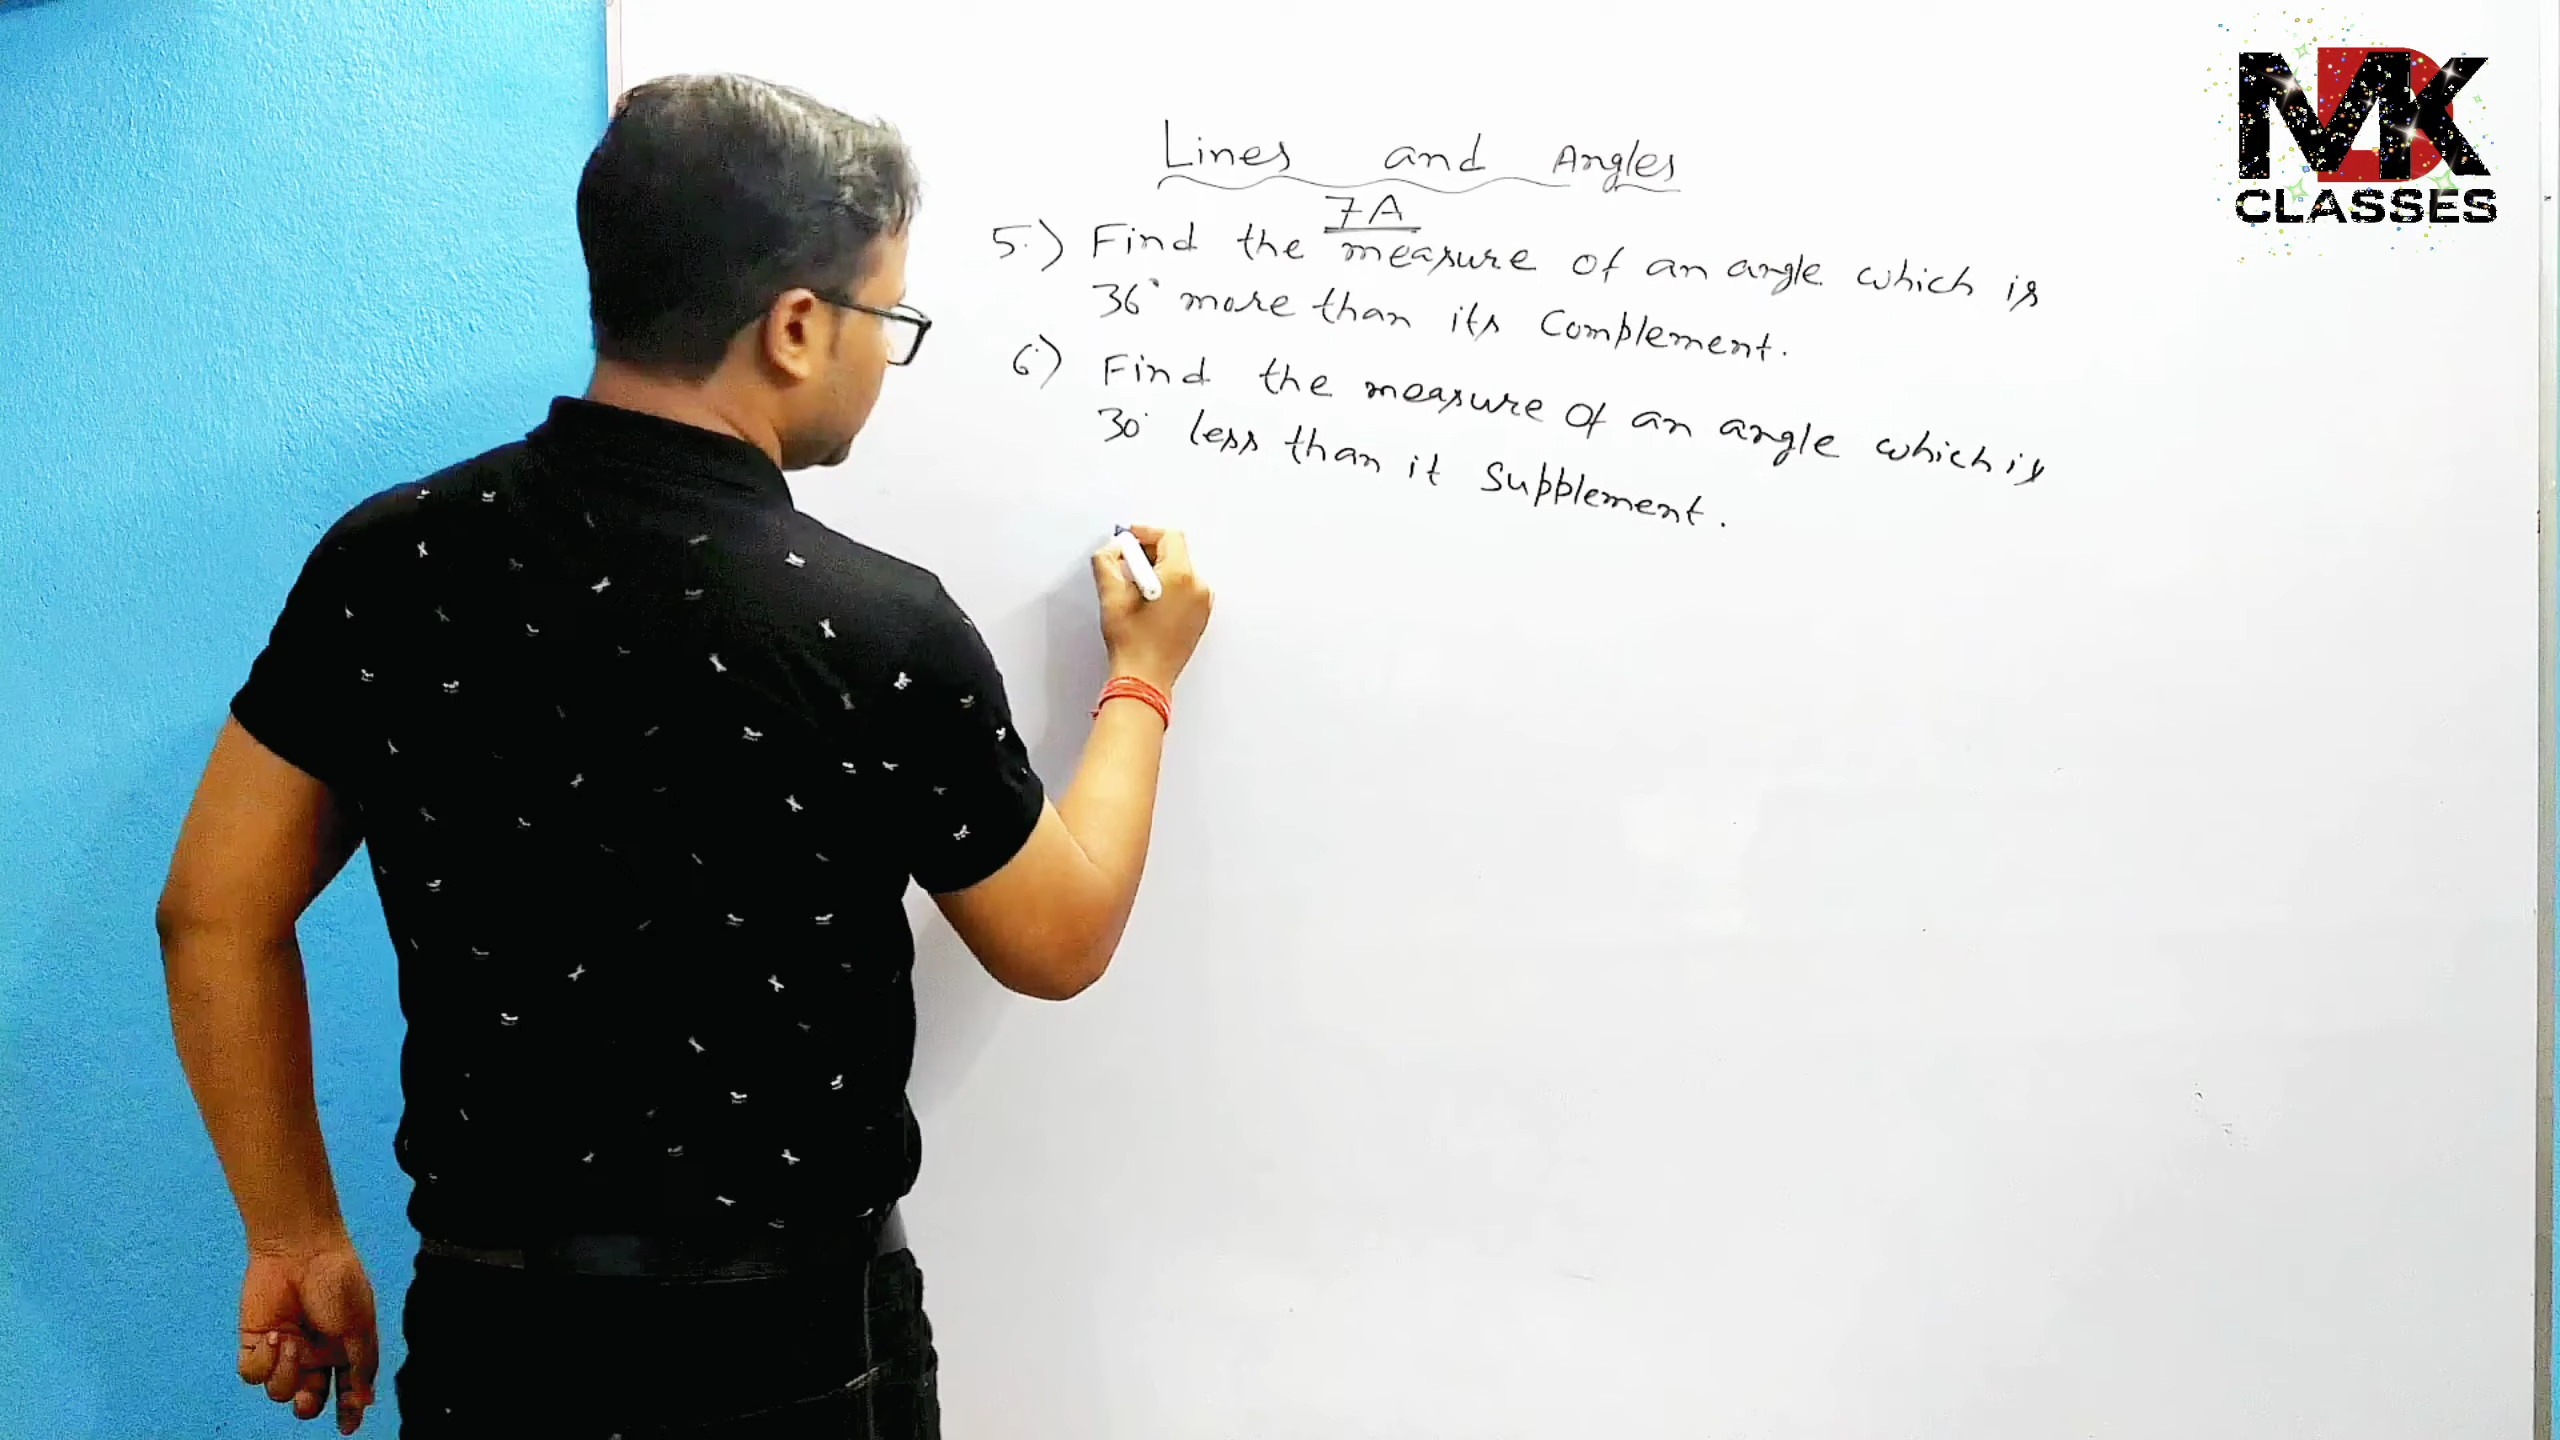 Lines and Angles
7A
5.) Find the measure of an angle which is
36° more than its Complement.
6.) Find the measure of an angle which is
30° less than it Supplement.
MDK
CLASSES